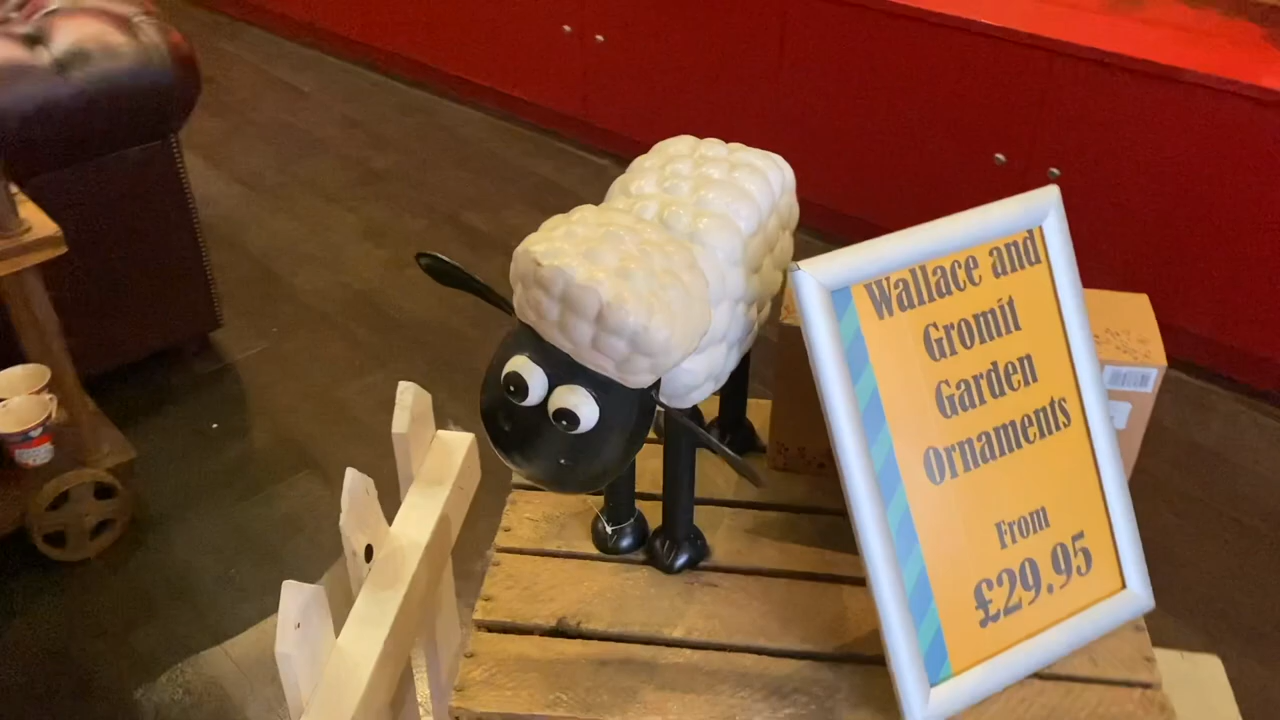 Wallace and
Gromit
Garden
Ornaments
From
£29.95